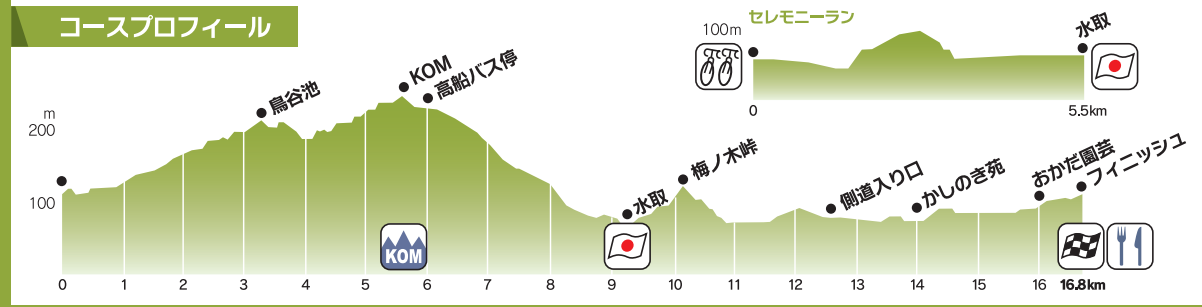 コースプロフィール
セレモニーラン
100m
水取
0
5.5km
m
200
100
鳥谷池
KOM
高船バス停
水取
梅ノ木峠
側道入り口
かしのき苑
おかだ園芸
フィニッシュ
KOM
0 1 2 3 4 5 6 7 8 9 10 11 12 13 14 15 16 16.8km